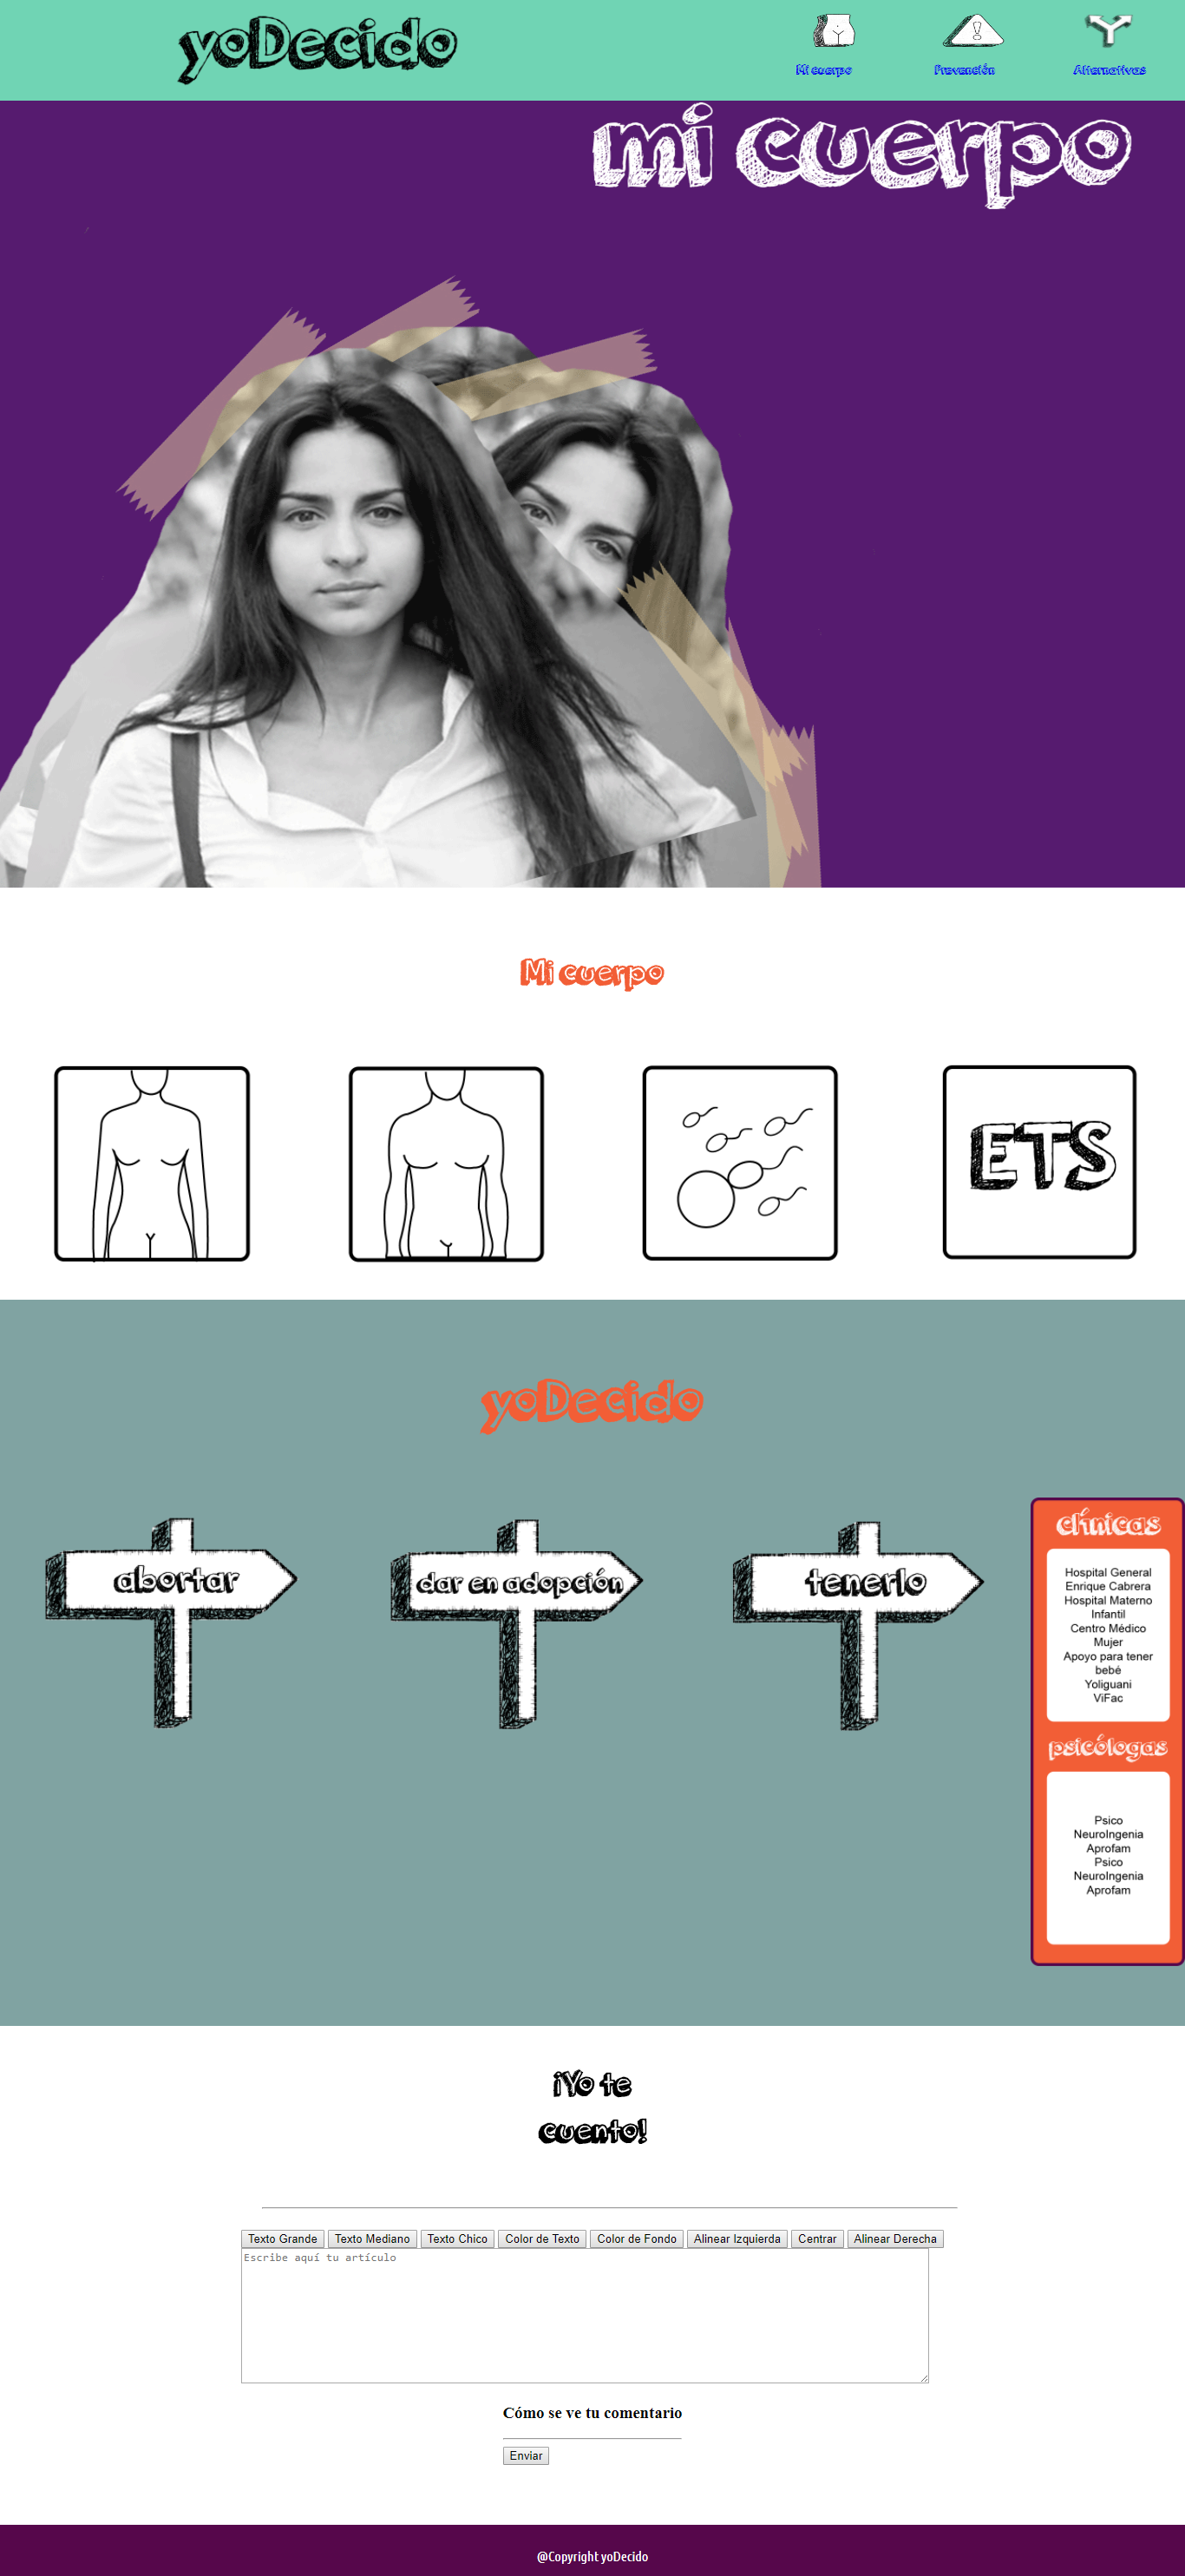 yoDecido
Mi cuerpo
Prevención
Alternativas
mi cuerpo
Mi cuerpo
ETS
yoDecido
abortar
dar en adopción
tenerlo
clínicas
Hospital General
Enrique Cabrera
Hospital Materno
Infantil
Centro Médico
Mujer
Apoyo para tener
bebé
Yoliguani
ViFac
psicólogas
Psico
NeuroIngenia
Aprofam
Psico
NeuroIngenia
Aprofam
¡Yo te
cuento!
Texto Grande Texto Mediano Texto Chico Color de Texto Color de Fondo Alinear Izquierda Centrar Alinear Derecha
Escribe aquí tu artículo
Cómo se ve tu comentario
Enviar
@Copyright yoDecido